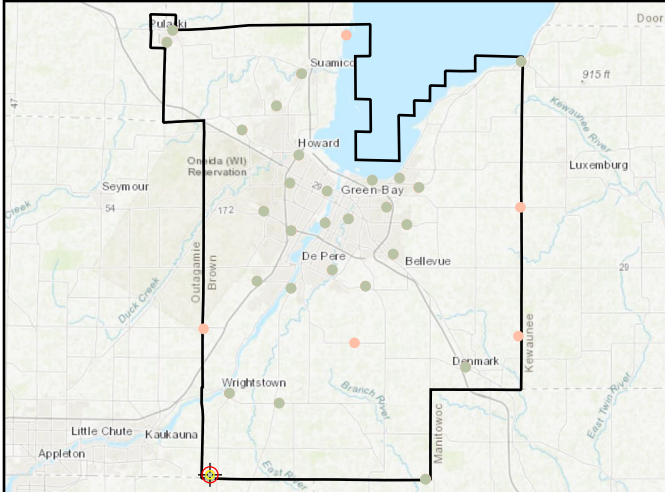 Pulaski
Door
Suamico
915 ft
47
Kewaunee River
Howard
Oneida (WI)
Reservation
Luxemburg
Seymour
29
Green Bay
Creek
54
172
Outagamie
Brown
De Pere
Bellevue
29
Duck Creek
Kewaunee
Denmark
Wrightstown
Branch River
East Twin River
Manitowoc
Little Chute
Kaukauna
Appleton
East River